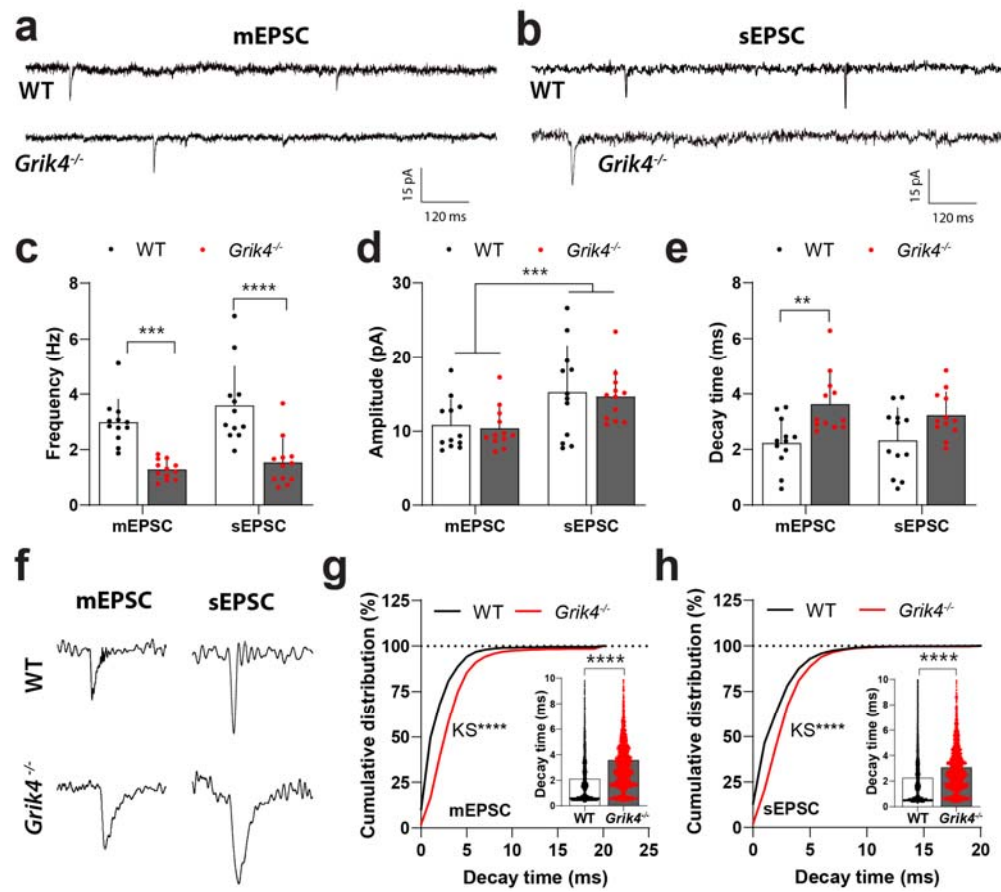 a
mEPSC
WT
Grik4-/-
15 pA
120 ms
b
sEPSC
WT
Grik4-/-
15 pA
120 ms
c
WT Grik4-/-
Frequency (Hz)
8
6
4
2
0
***
****
mEPSC sEPSC
d
WT Grik4-/-
Amplitude (pA)
30
20
10
0
***
mEPSC sEPSC
e
WT Grik4-/-
Decay time (ms)
8
6
4
2
0
**
mEPSC sEPSC
f
mEPSC sEPSC
WT
Grik4-/-
g
WT Grik4-/-
Cumulative distribution (%)
125
100
75
50
25
0
KS****
mEPSC
****
Decay time (ms)
10
8
6
4
2
0
WT Grik4-/-
0 5 10 15 20 25
Decay time (ms)
h
WT Grik4-/-
Cumulative distribution (%)
125
100
75
50
25
0
KS****
sEPSC
****
Decay time (ms)
10
8
6
4
2
0
WT Grik4-/-
0 5 10 15 20
Decay time (ms)